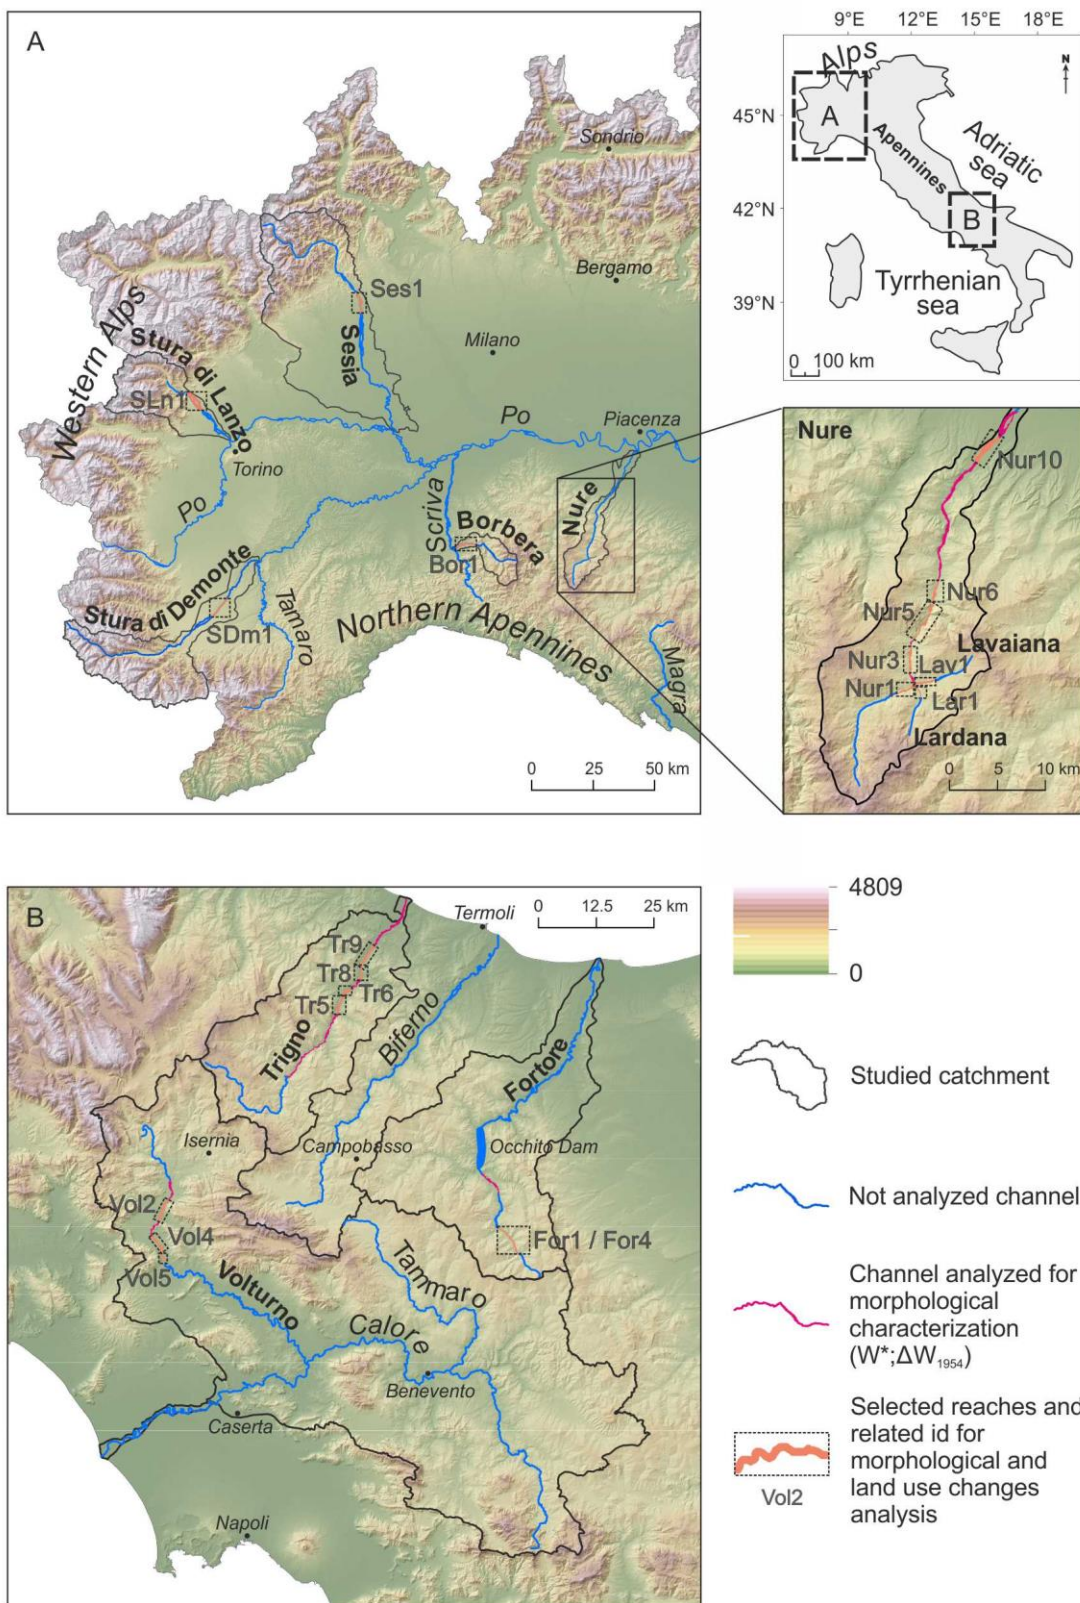 A
Sondrio
Bergamo
Ses1
Western Alps
Stura di Lanzo
Sesia
Milano
SLn1
Po
Piacenza
Torino
Po
Scrivia
Borbera
Nure
Bor1
Stura di Demonte
SDm1
Tamaro
Northern Apennines
Magra
0 25 50 km
9°E 12°E 15°E 18°E
Alps
N
45°N
A
Apennines
Adriatic
sea
42°N
B
Tyrrhenian
sea
39°N
0 100 km
Nure
Nur10
Nur6
Nur5
Lavaiana
Nur3
Lav1
Nur1
Lar1
Lardana
0 5 10 km
B
Termoli
0 12.5 25 km
Tr9
Tr8
Tr6
Tr5
Trigno
Biferno
Fortore
Isernia
Campobasso
Occhito Dam
Vol2
Vol4
Vol5
For1 / For4
Volturno
Tammaro
Calore
Benevento
Caserta
Napoli
4809
0
Studied catchment
Not analyzed channel
Channel analyzed for
morphological
characterization
(W*;ΔW₁₉₅₄)
Selected reaches and
related id for
morphological and
land use changes
analysis
Vol2